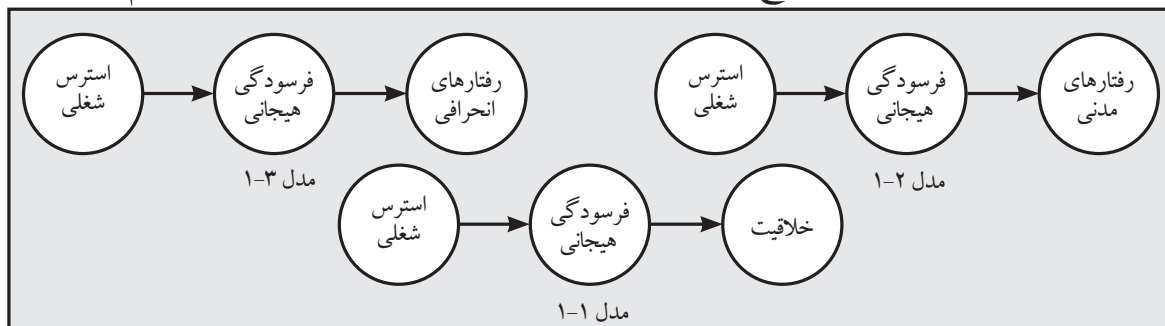 استرس
شغلی
فرسودگی
هیجانی
رفتارهای
مدنی
مدل ۲-۱
استرس
شغلی
فرسودگی
هیجانی
رفتارهای
انحرافی
مدل ۳-۱
استرس
شغلی
فرسودگی
هیجانی
خلاقیت
مدل ۱-۱